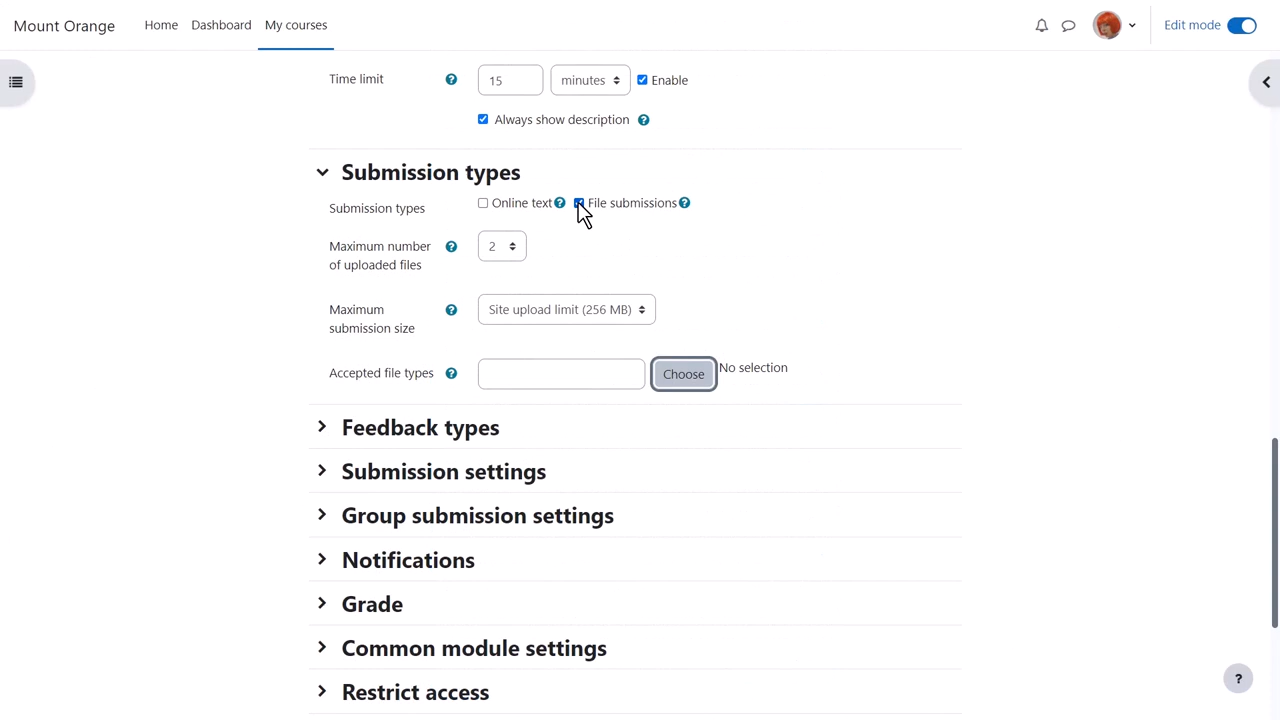 Mount Orange Home Dashboard My courses Edit mode
Time limit ? 15 minutes Enable
Always show description ?
Submission types
Submission types Online text ? File submissions ?
Maximum number of uploaded files ? 2
Maximum submission size ? Site upload limit (256 MB)
Accepted file types ? Choose No selection
Feedback types
Submission settings
Group submission settings
Notifications
Grade
Common module settings
Restrict access
?